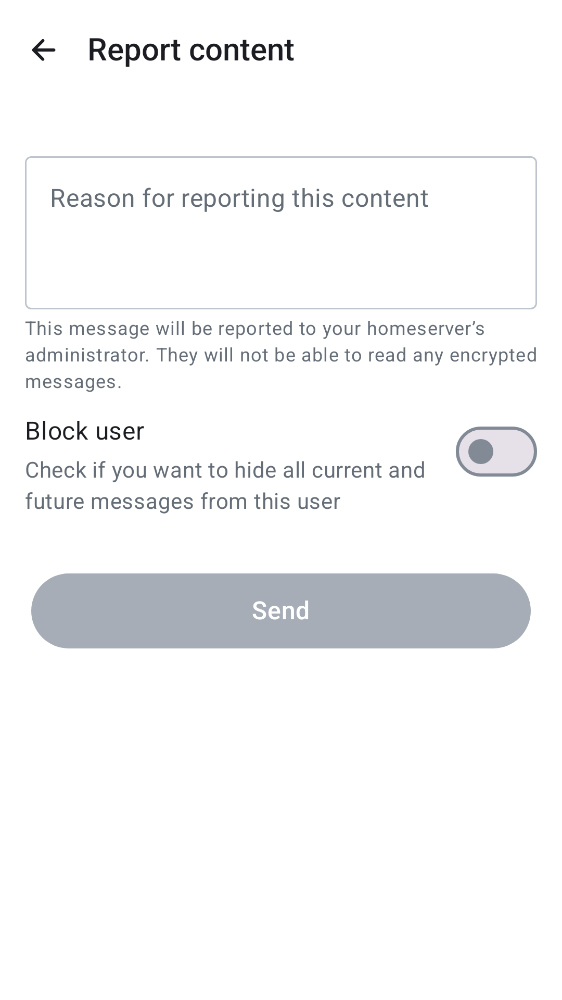 Report content
Reason for reporting this content
This message will be reported to your homeserver’s
administrator. They will not be able to read any encrypted
messages.
Block user
Check if you want to hide all current and
future messages from this user
Send